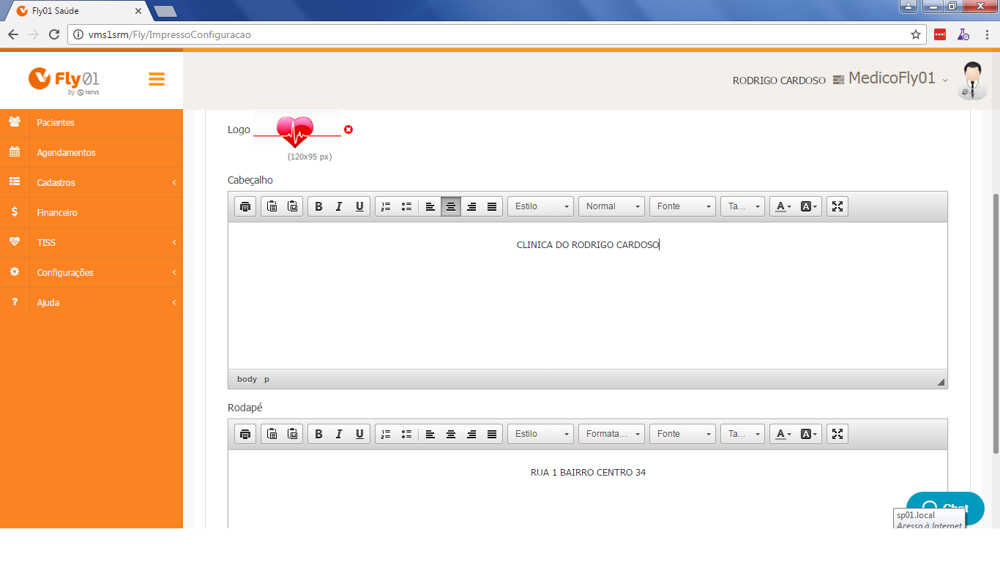 Fly01 Saúde
vms1srm/Fly/ImpressoConfiguracao
Fly01
by TOTVS
RODRIGO CARDOSO MedicoFly01
Pacientes
Agendamentos
Cadastros
Financeiro
TISS
Configurações
Ajuda
Logo
(120x95 px)
Cabeçalho
B I U Estilo Normal Fonte Ta... A A
CLINICA DO RODRIGO CARDOSO
body p
Rodapé
B I U Estilo Formata... Fonte Ta... A A
RUA 1 BAIRRO CENTRO 34
Chat
sp01.local
Acesso à Internet